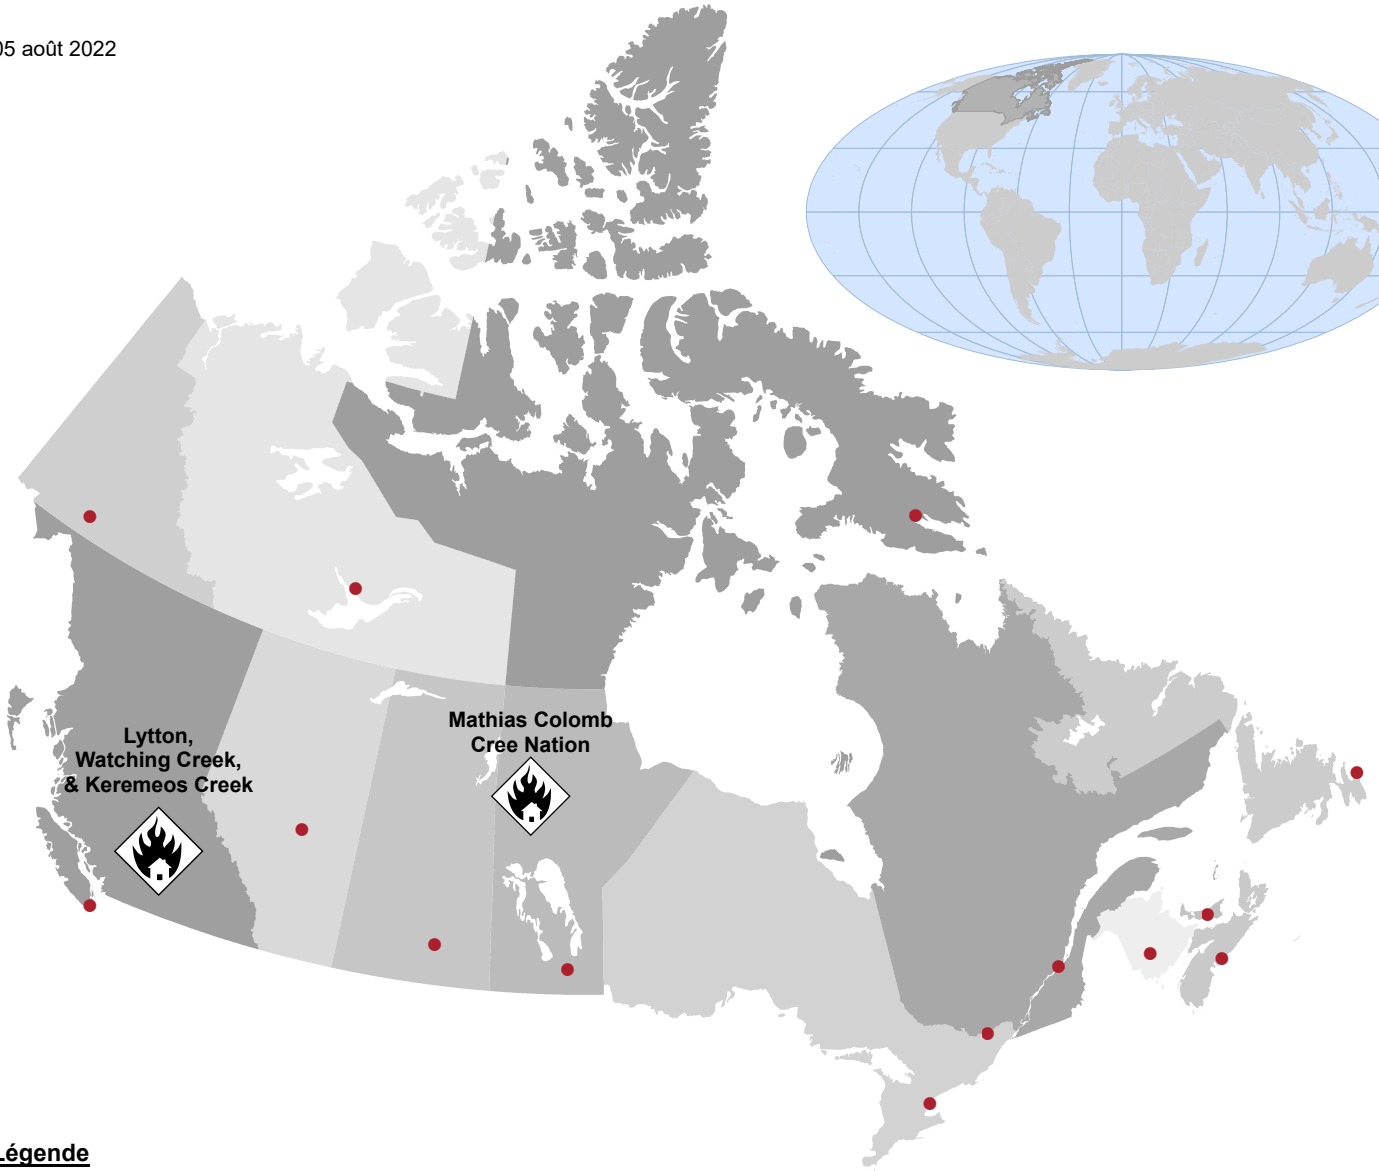 05 août 2022
Lytton,
Watching Creek,
& Keremeos Creek
Mathias Colomb
Cree Nation
Légende